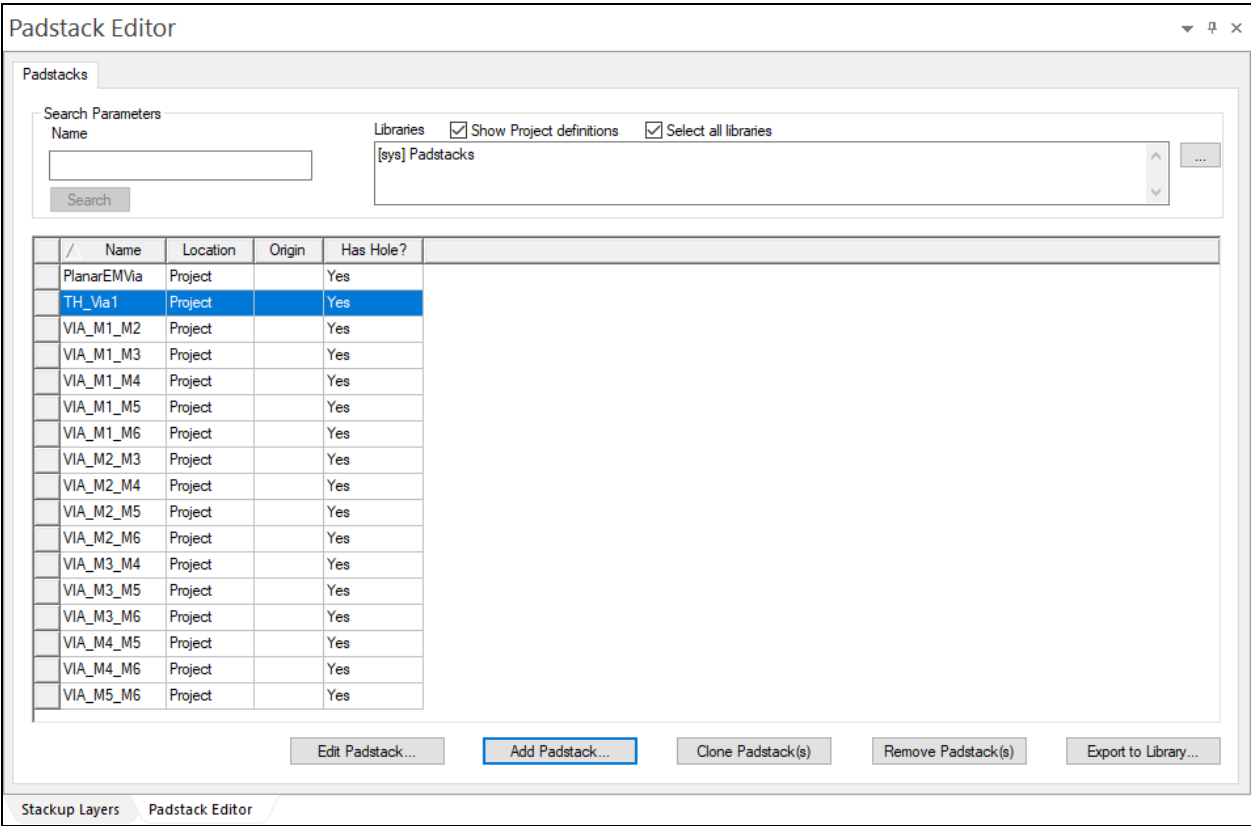 Padstack Editor
Padstacks
Search Parameters
Name
Libraries Show Project definitions Select all libraries
[sys] Padstacks
...
Search
Name Location Origin Has Hole?
PlanarEMVia Project Yes
TH_Via1 Project Yes
VIA_M1_M2 Project Yes
VIA_M1_M3 Project Yes
VIA_M1_M4 Project Yes
VIA_M1_M5 Project Yes
VIA_M1_M6 Project Yes
VIA_M2_M3 Project Yes
VIA_M2_M4 Project Yes
VIA_M2_M5 Project Yes
VIA_M2_M6 Project Yes
VIA_M3_M4 Project Yes
VIA_M3_M5 Project Yes
VIA_M3_M6 Project Yes
VIA_M4_M5 Project Yes
VIA_M4_M6 Project Yes
VIA_M5_M6 Project Yes
Edit Padstack... Add Padstack... Clone Padstack(s) Remove Padstack(s) Export to Library...
Stackup Layers Padstack Editor